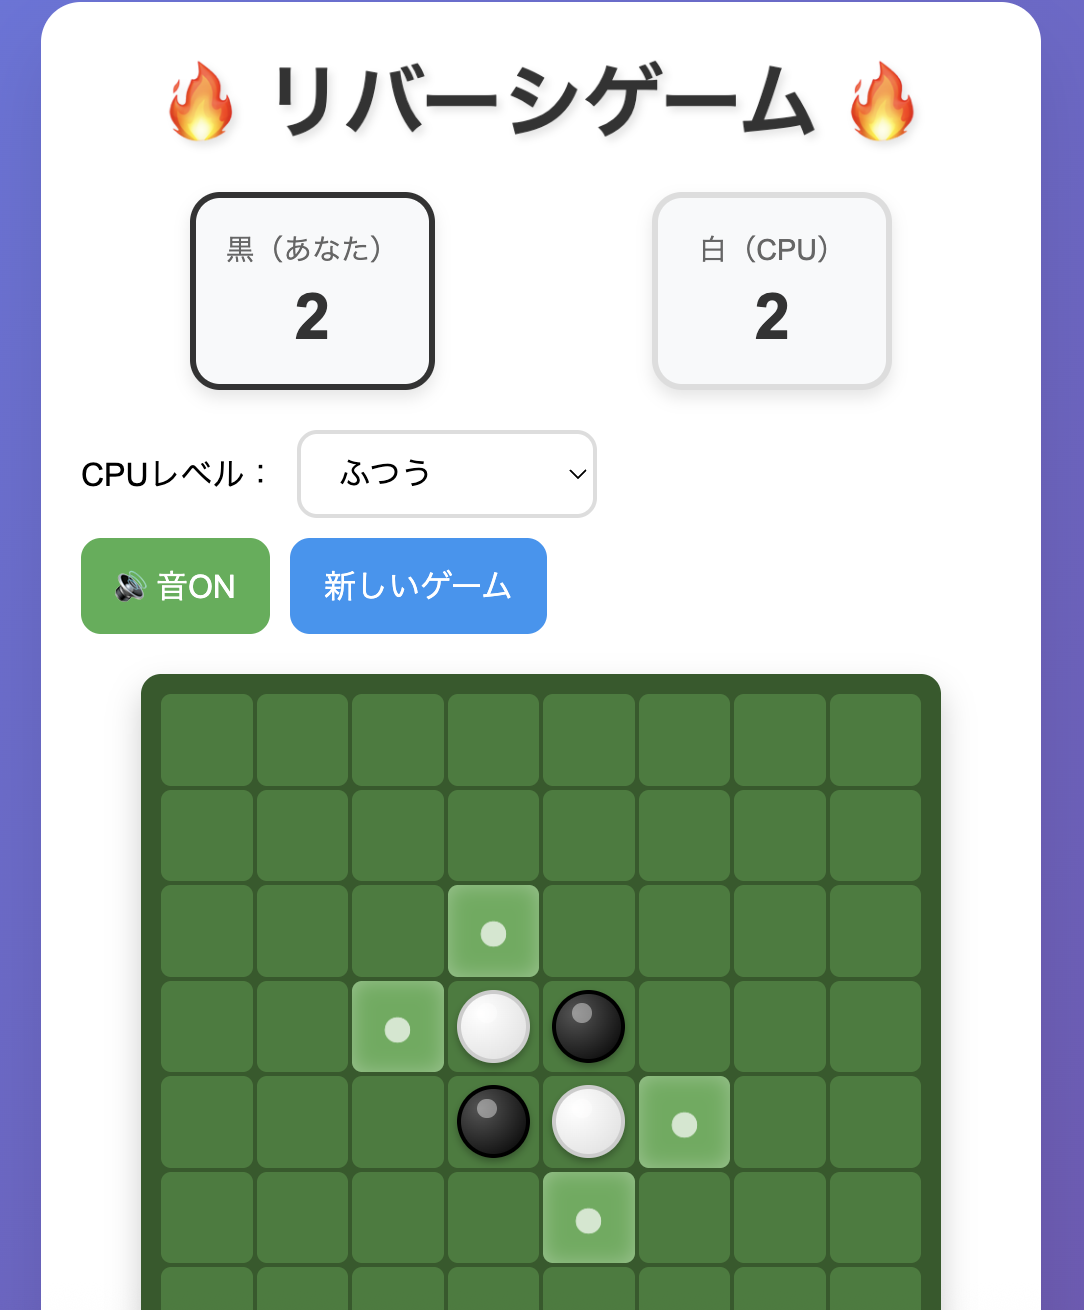 🔥 リバーシゲーム 🔥
黒（あなた） 白（CPU）
2 2
CPUレベル： ふつう
🔊 音ON 新しいゲーム